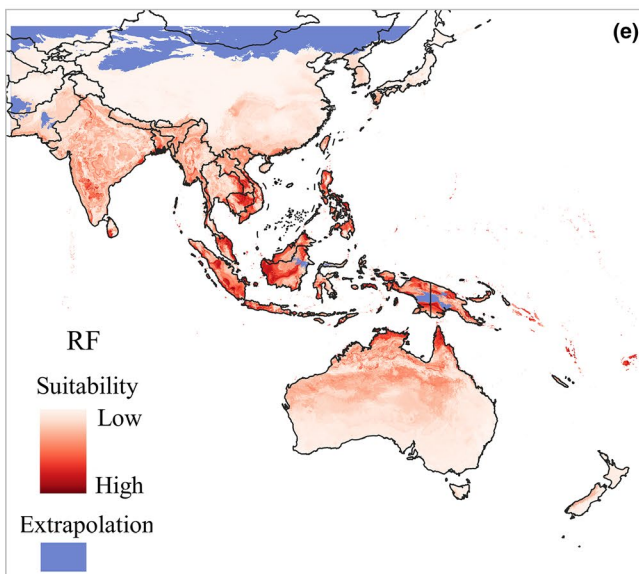 (e)
RF
Suitability
Low
High
Extrapolation